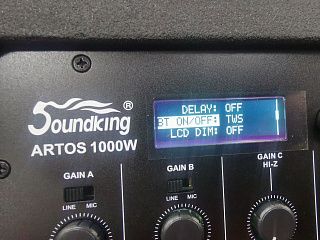 Soundking ®
ARTOS 1000W
DELAY: OFF
BT ON/OFF: TWS
LCD DIM: OFF
GAIN A
GAIN B
GAIN C
HI-Z
LINE MIC
LINE MIC